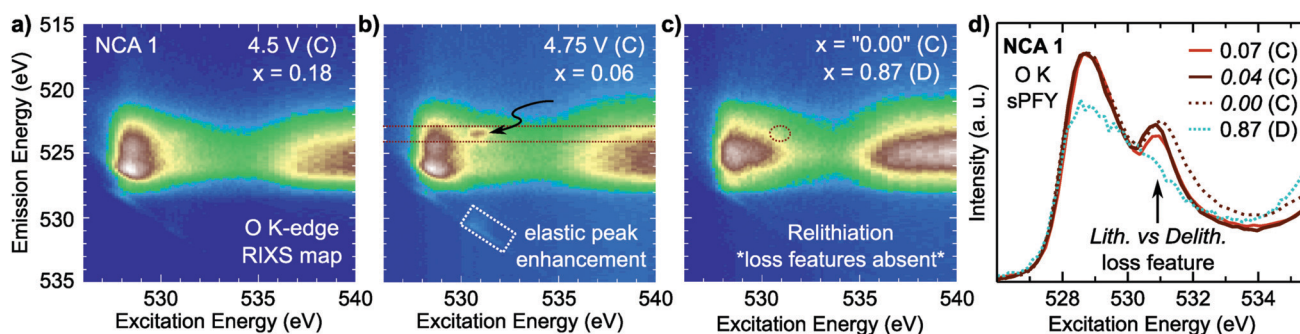 a)
NCA 1
4.5 V (C)
x = 0.18
O K-edge
RIXS map
515
520
525
530
535
Emission Energy (eV)
530
535
540
Excitation Energy (eV)
b)
4.75 V (C)
x = 0.06
elastic peak
enhancement
530
535
540
Excitation Energy (eV)
c)
x = "0.00" (C)
x = 0.87 (D)
Relithiation
*loss features absent*
530
535
540
Excitation Energy (eV)
d)
NCA 1
O K
sPFY
0.07 (C)
0.04 (C)
0.00 (C)
0.87 (D)
Lith. vs Delith.
loss feature
Intensity (a. u.)
528
530
532
534
Excitation Energy (eV)